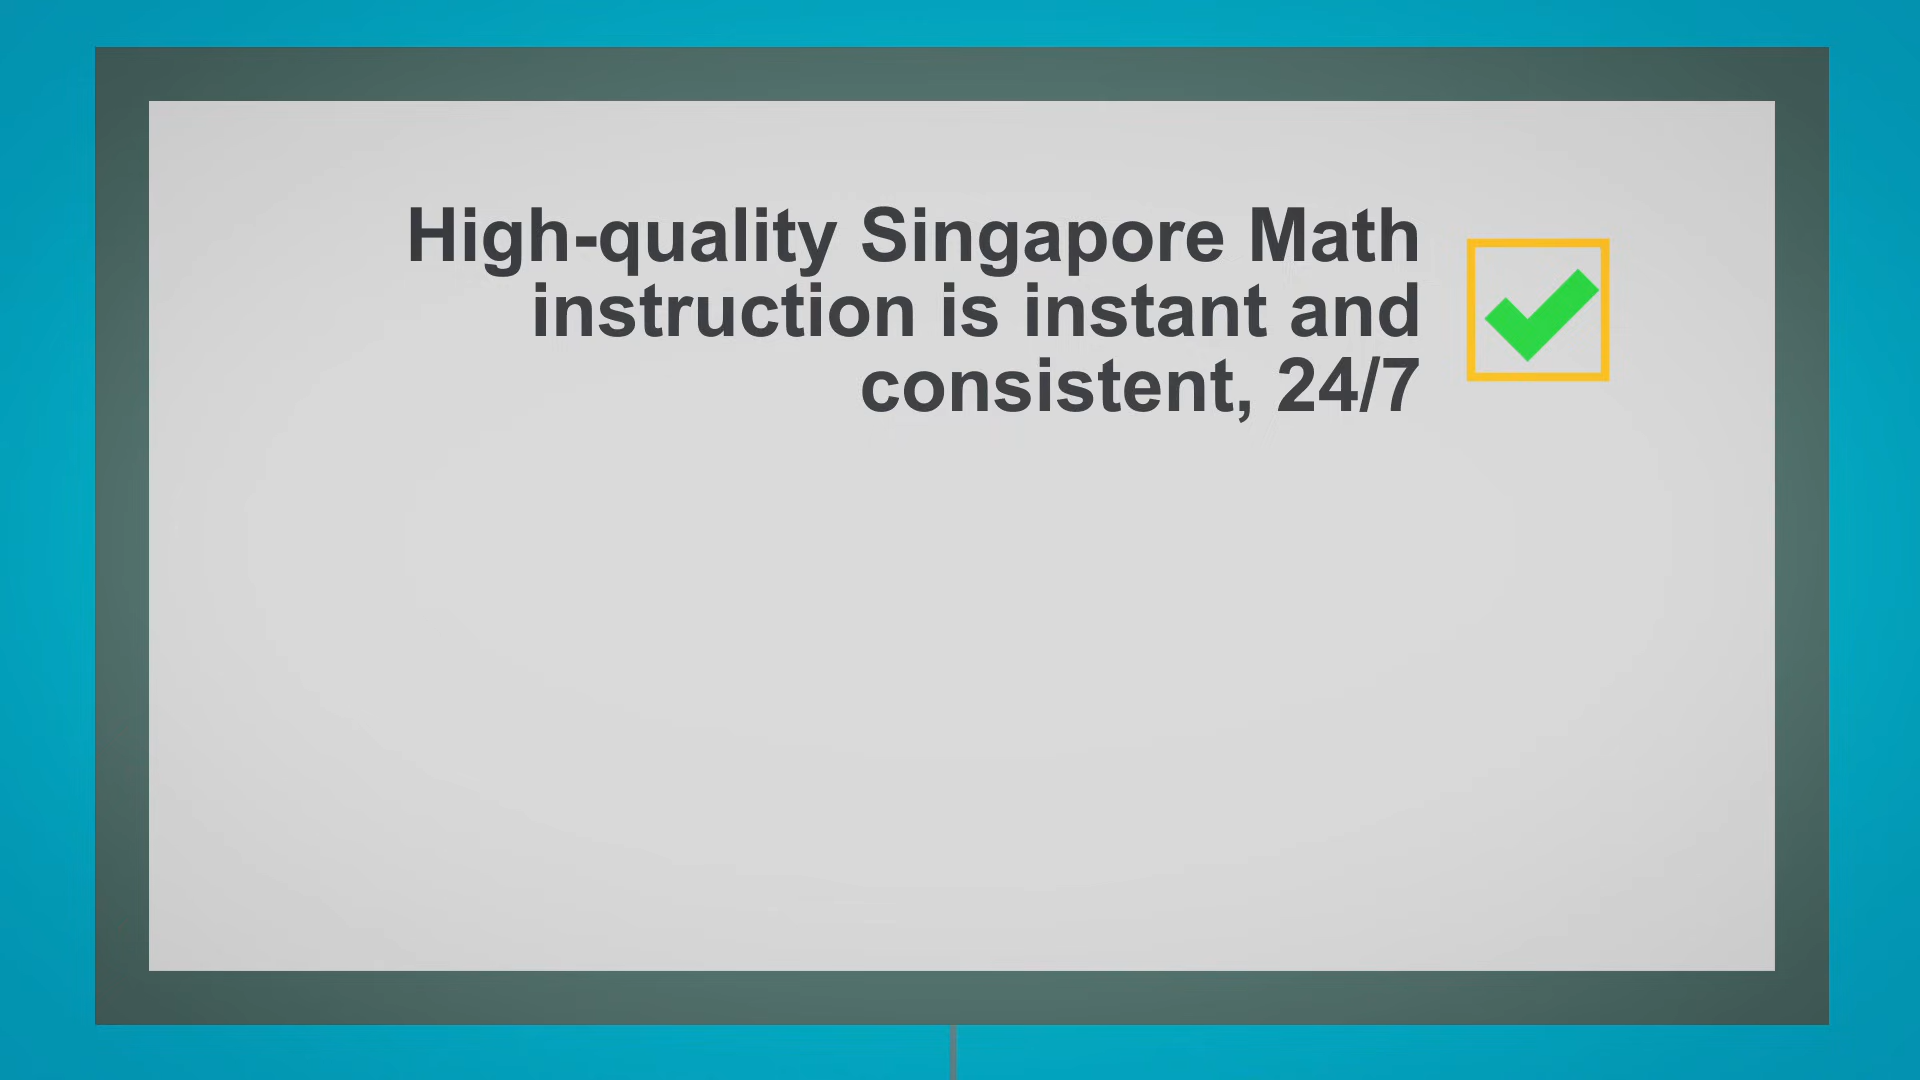 High-quality Singapore Math
instruction is instant and
consistent, 24/7